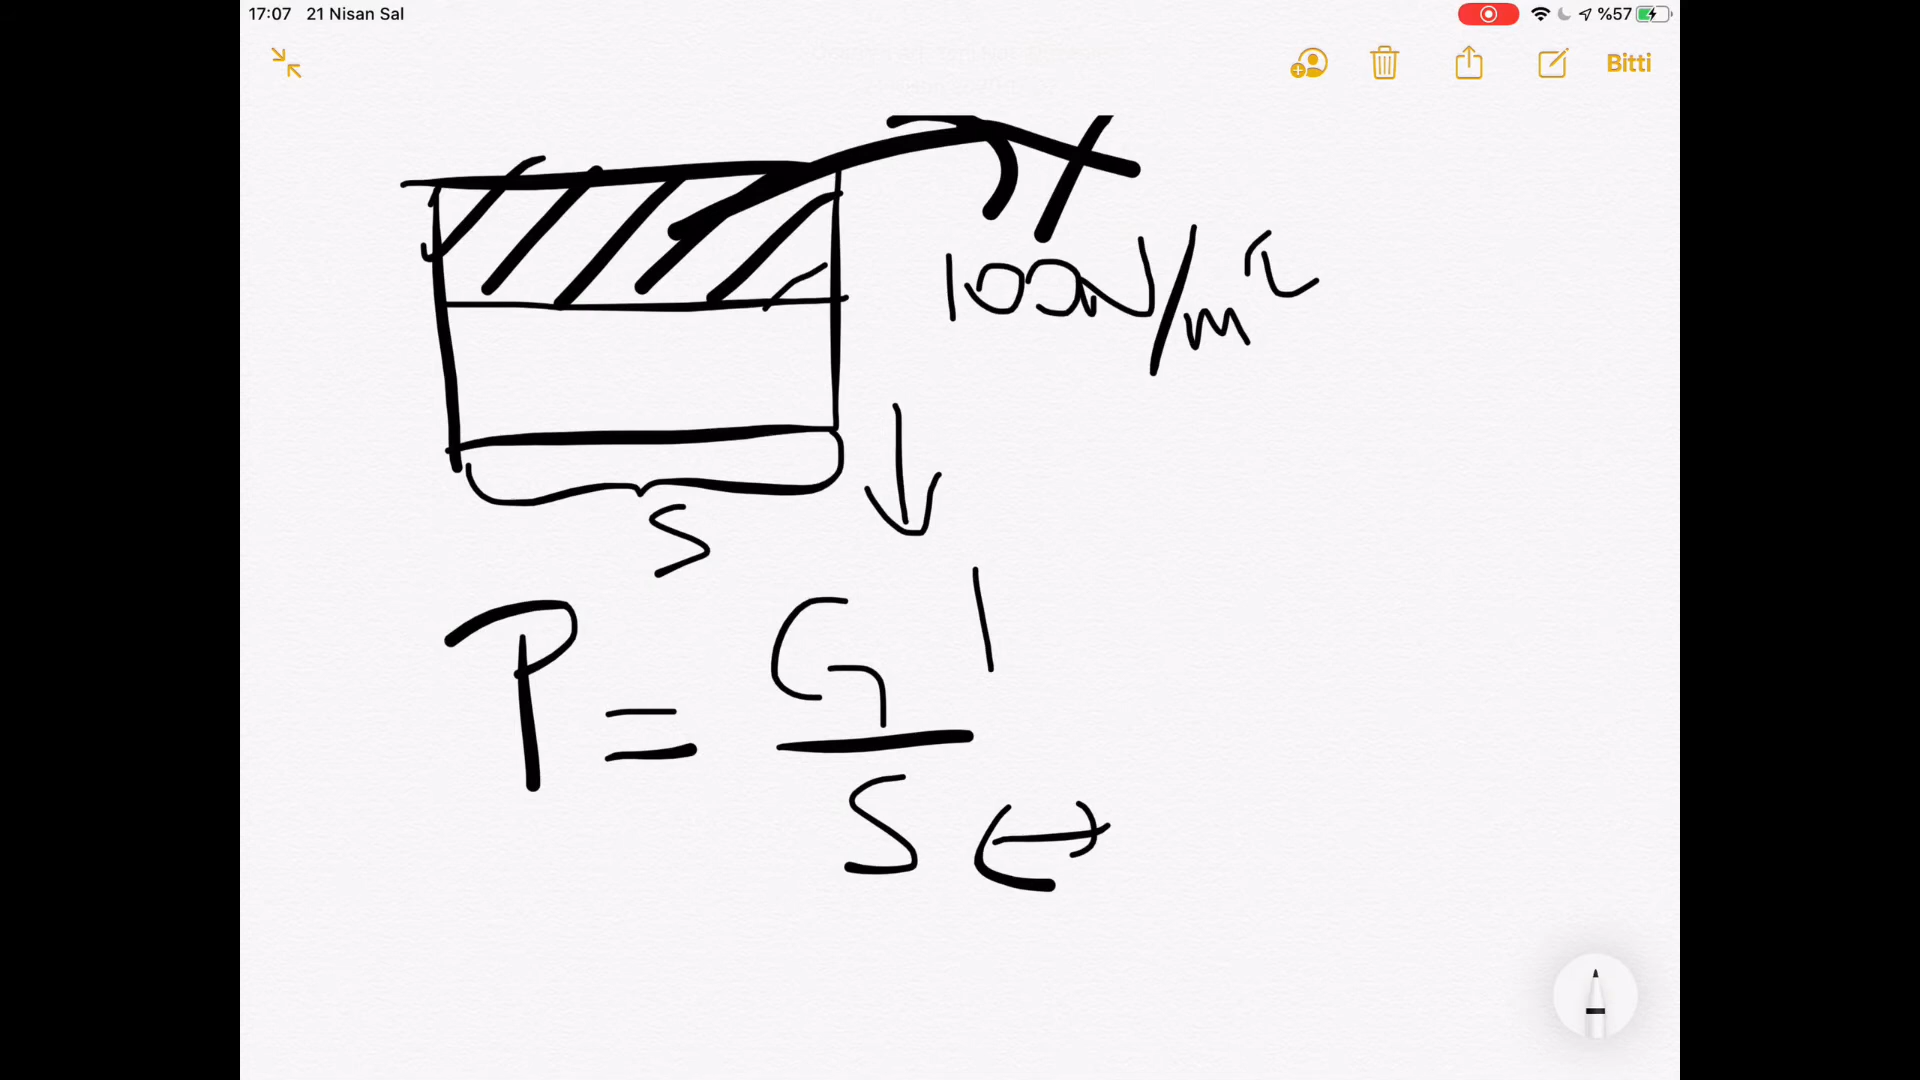 17:07 21 Nisan Sal %57
Bitti
100N/m²
S
P = G
S